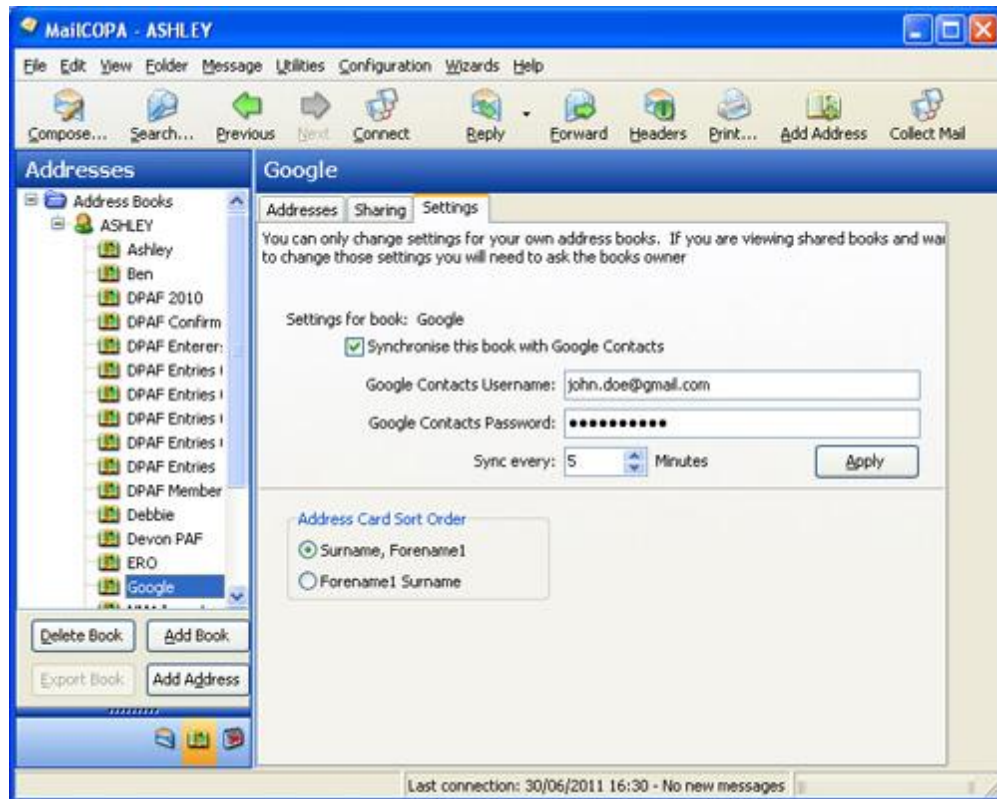 MailCOPA - ASHLEY
File Edit View Folder Message Utilities Configuration Wizards Help
Compose... Search... Previous Next Connect Reply Forward Headers Print... Add Address Collect Mail
Addresses
Google
Address Books
ASHLEY
Ashley
Ben
DPAF 2010
DPAF Confirm
DPAF Enterer
DPAF Entries
DPAF Entries
DPAF Entries
DPAF Entries
DPAF Entries
DPAF Member
Debbie
Devon PAF
ERO
Google
Delete Book Add Book
Export Book Add Address
Addresses Sharing Settings
You can only change settings for your own address books. If you are viewing shared books and
to change those settings you will need to ask the books owner
Settings for book: Google
Synchronise this book with Google Contacts
Google Contacts Username: john.doe@gmail.com
Google Contacts Password: ●●●●●●●●●●
Sync every: 5 Minutes Apply
Address Card Sort Order
Surname, Forename1
Forename1 Surname
Last connection: 30/06/2011 16:30 - No new messages